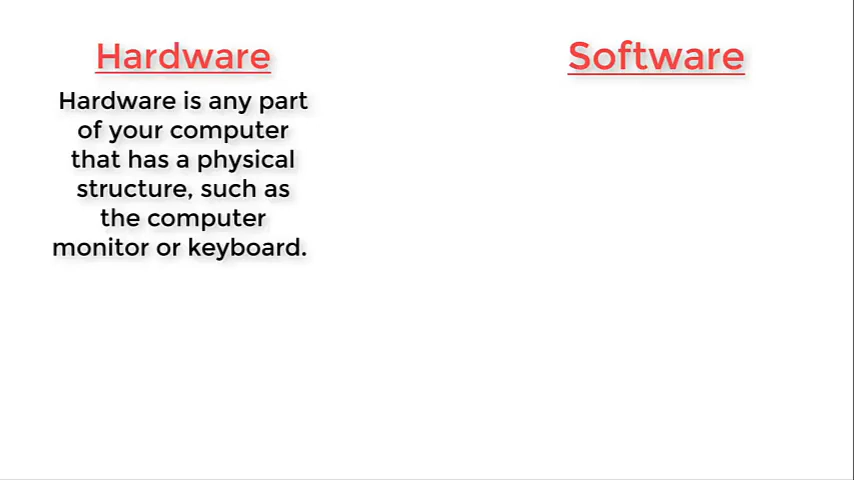 Hardware
Software
Hardware is any part
of your computer
that has a physical
structure, such as
the computer
monitor or keyboard.